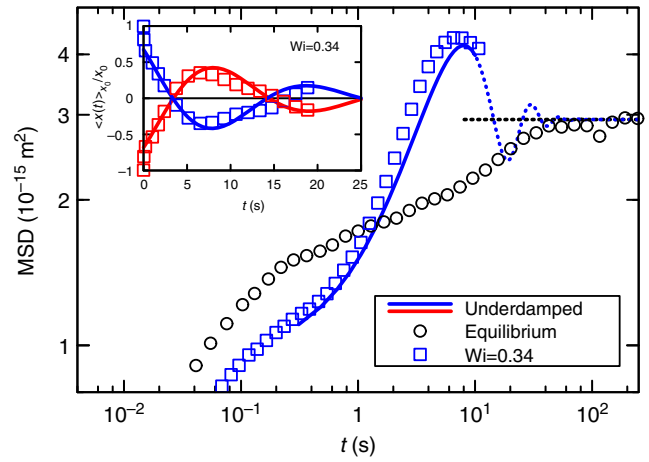 4
3
2
1
MSD (10⁻¹⁵ m²)
10⁻²
10⁻¹
1
10¹
10²
t (s)
1
0.5
0
−0.5
−1
<x(t)>x₀/x₀
Wi=0.34
0
5
10
15
20
25
t (s)
Underdamped
Equilibrium
Wi=0.34